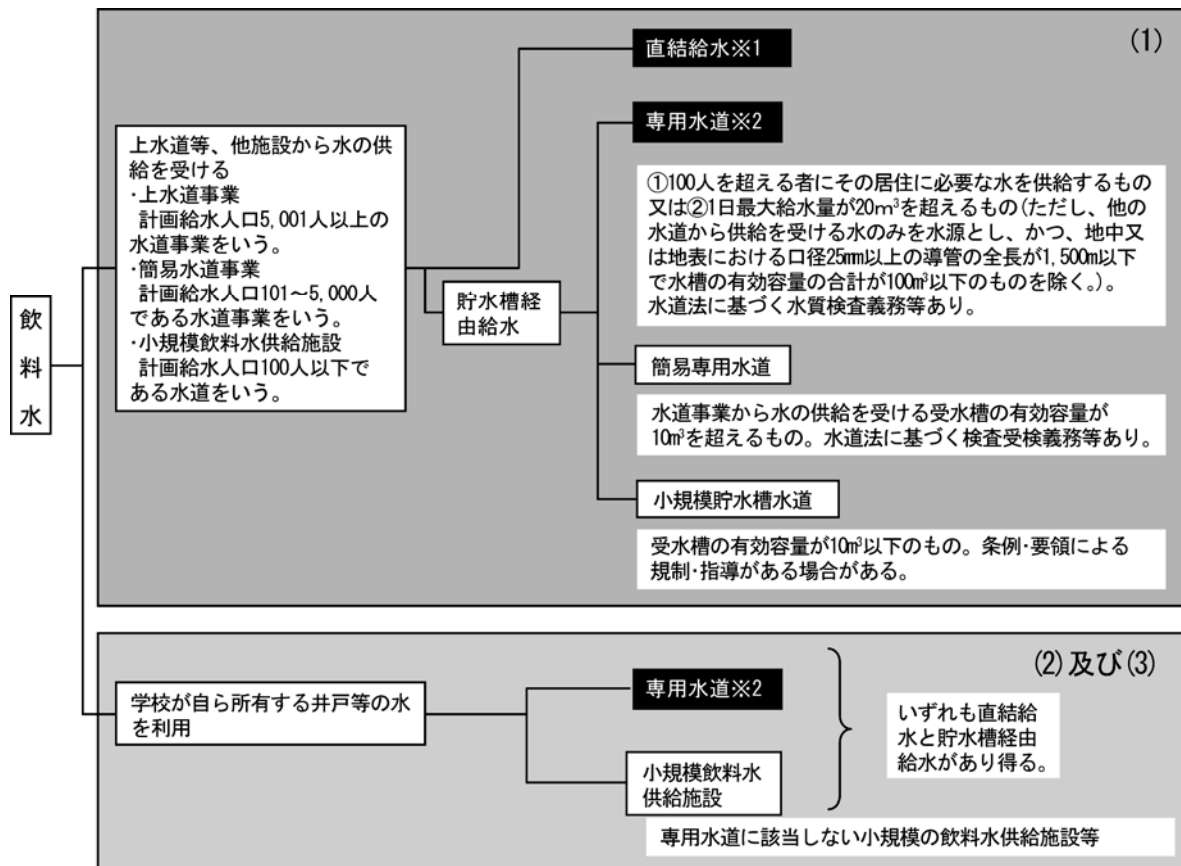 飲料水
(1)
直結給水※1
専用水道※2
上水道等、他施設から水の供
給を受ける
・上水道事業
計画給水人口5,001人以上の
水道事業をいう。
・簡易水道事業
計画給水人口101～5,000人
である水道事業をいう。
・小規模飲料水供給施設
計画給水人口100人以下で
ある水道をいう。
貯水槽経
由給水
①100人を超える者にその居住に必要な水を供給するもの
又は②1日最大給水量が20m³を超えるもの(ただし、他の
水道から供給を受ける水のみを水源とし、かつ、地中又
は地表における口径25mm以上の導管の全長が1,500m以下
で水槽の有効容量の合計が100m³以下のものを除く。)。
水道法に基づく水質検査義務等あり。
簡易専用水道
水道事業から水の供給を受ける受水槽の有効容量が
10m³を超えるもの。水道法に基づく検査受検義務等あり。
小規模貯水槽水道
受水槽の有効容量が10m³以下のもの。条例・要領による
規制・指導がある場合がある。
(2)及び(3)
学校が自ら所有する井戸等の水
を利用
専用水道※2
小規模飲料水
供給施設
いずれも直結給
水と貯水槽経由
給水があり得る。
専用水道に該当しない小規模の飲料水供給施設等